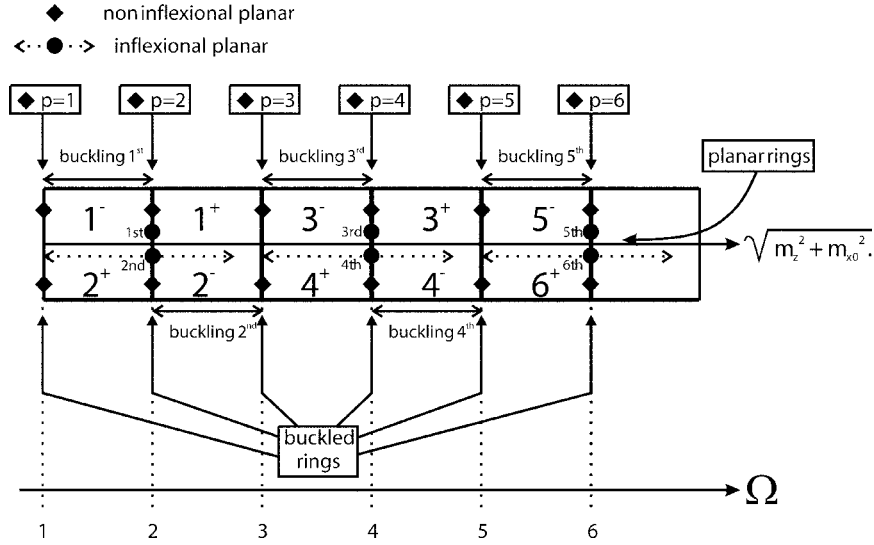 noninflexional planar
inflexional planar
p=1 p=2 p=3 p=4 p=5 p=6
buckling 1st buckling 3rd buckling 5th
planar rings
1- 1+ 3- 3+ 5-
1st 3rd 5th
√mz2+mx02.
2nd 4th 6th
2+ 2- 4+ 4- 6+
buckling 2nd buckling 4th
buckled
rings
Ω
1 2 3 4 5 6